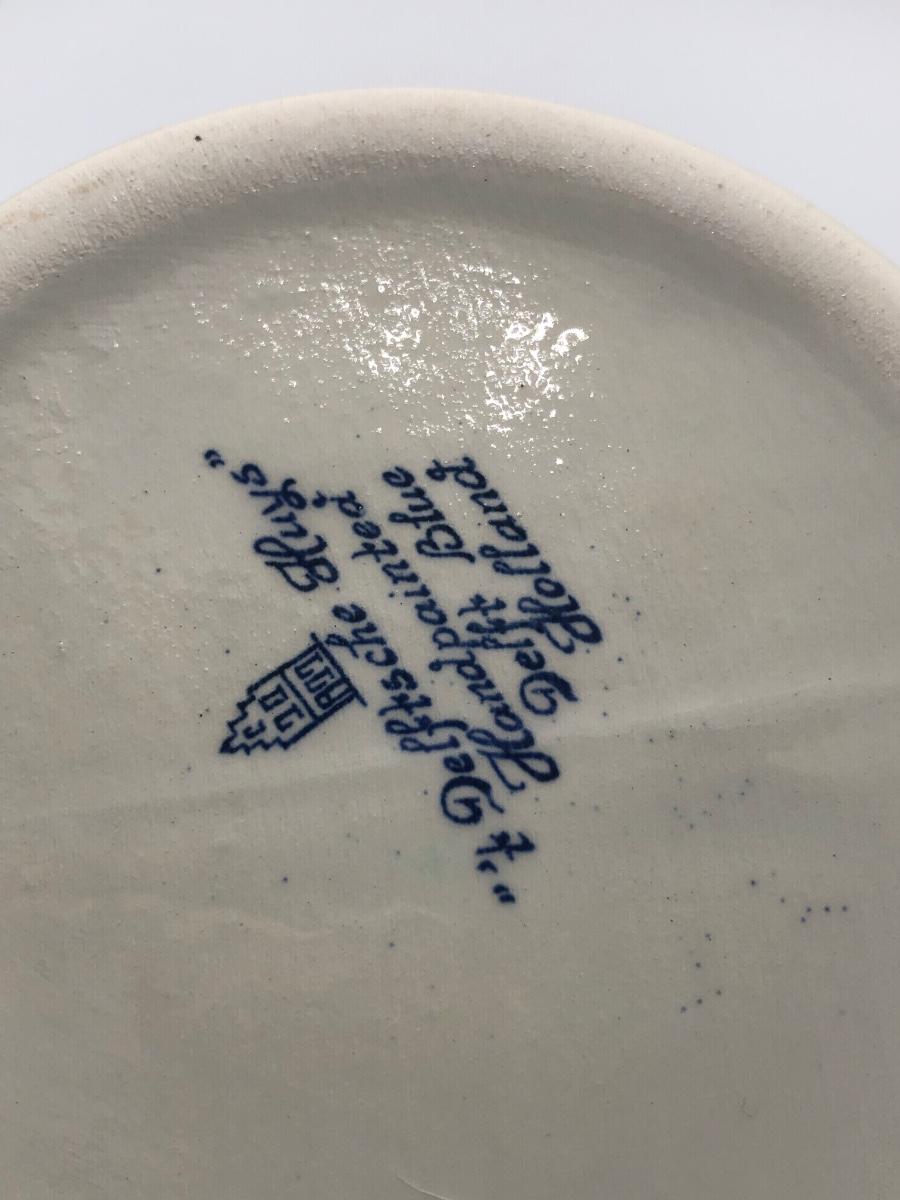 "'t Delftsche Huys"
Handpainted
Delft Blue
Holland